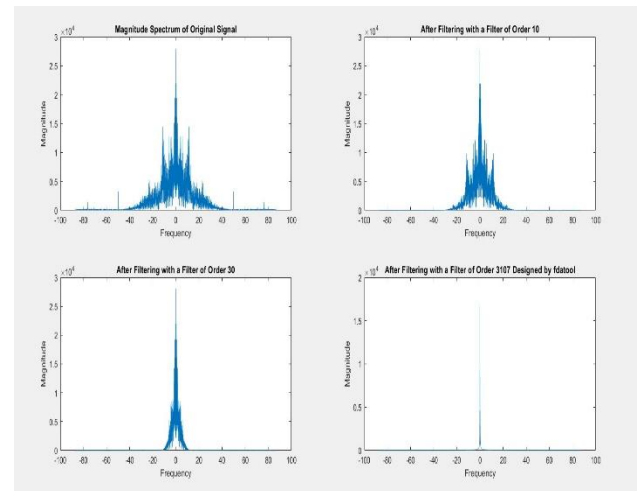 Magnitude Spectrum of Original Signal
×10⁴
3
2.5
2
1.5
1
0.5
0
Magnitude
-100 -80 -60 -40 -20 0 20 40 60 80 100
Frequency
After Filtering with a Filter of Order 10
×10⁴
3
2.5
2
1.5
1
0.5
0
Magnitude
-100 -80 -60 -40 -20 0 20 40 60 80 100
Frequency
After Filtering with a Filter of Order 30
×10⁴
3
2.5
2
1.5
1
0.5
0
Magnitude
-100 -80 -60 -40 -20 0 20 40 60 80 100
Frequency
After Filtering with a Filter of Order 3107 Designed by fdatool
×10⁴
2
1.5
1
0.5
0
Magnitude
-100 -80 -60 -40 -20 0 20 40 60 80 100
Frequency